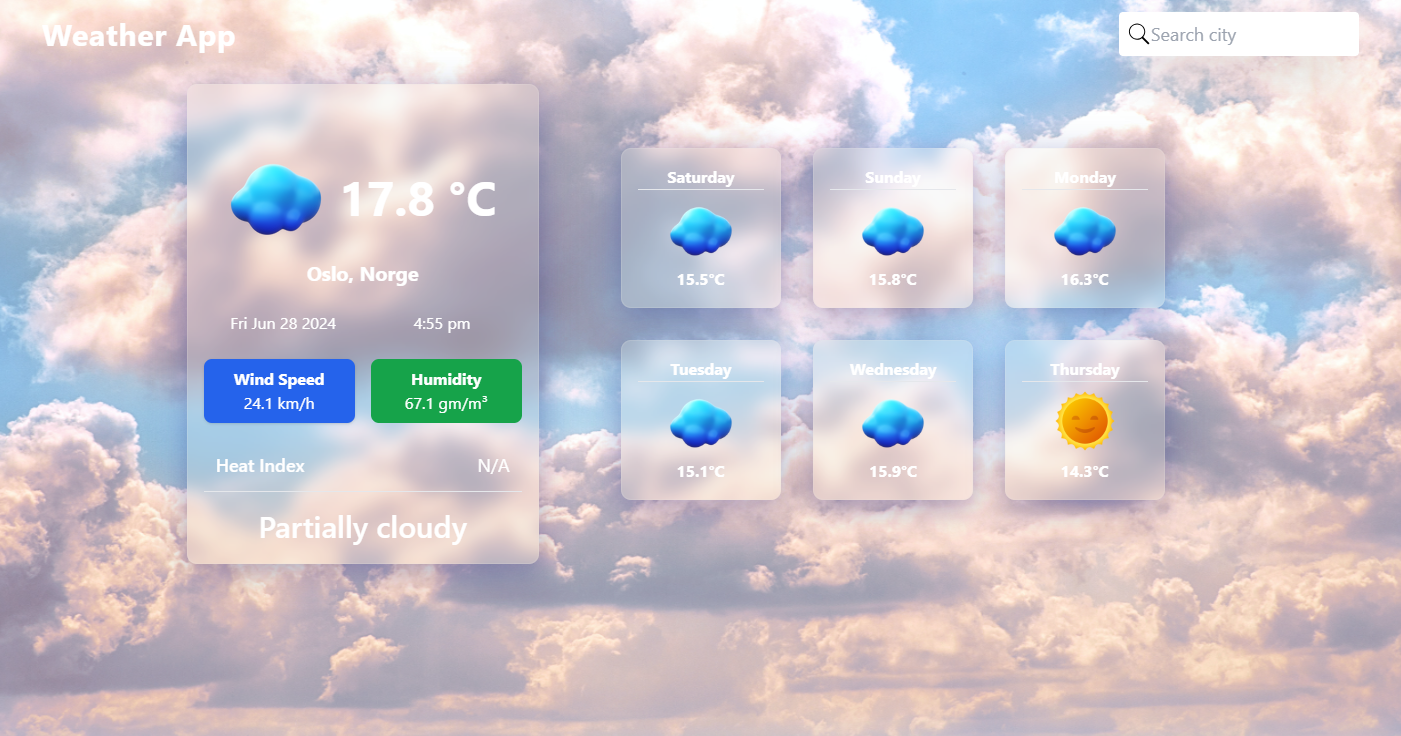 Weather App
Search city
17.8 °C
Oslo, Norge
Fri Jun 28 2024 4:55 pm
Wind Speed
24.1 km/h
Humidity
67.1 gm/m³
Heat Index N/A
Partially cloudy
Saturday
15.5°C
Sunday
15.8°C
Monday
16.3°C
Tuesday
15.1°C
Wednesday
15.9°C
Thursday
14.3°C